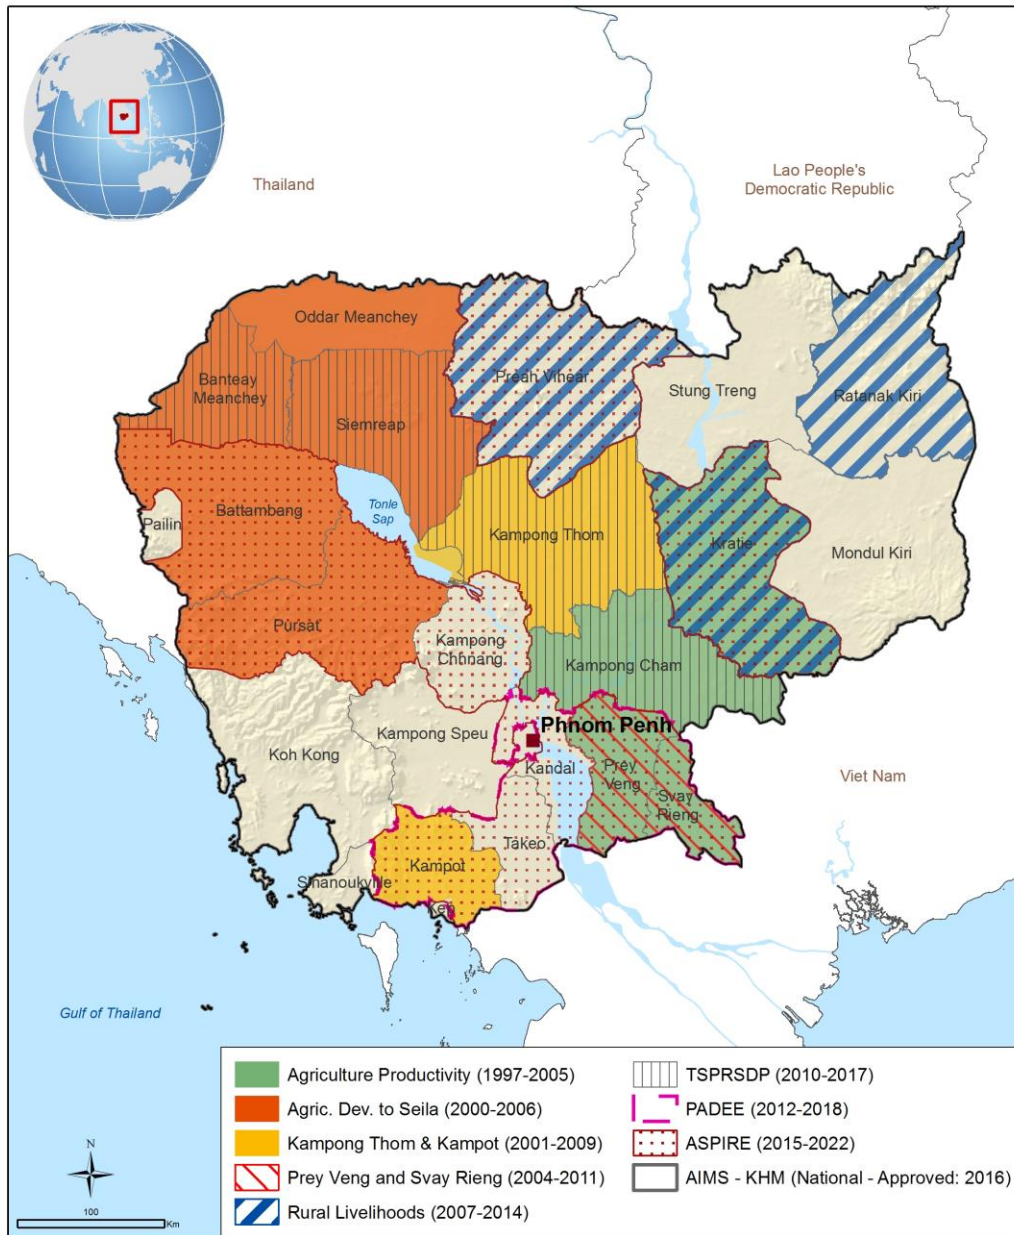 Thailand
Lao People's
Democratic Republic
Oddar Meanchey
Banteay
Meanchey
Siemreap
Preah Vihear
Stung Treng
Ratanak Kiri
Pailin
Battambang
Tonle
Sap
Kampong Thom
Kratie
Mondul Kiri
Pursat
Kampong
Chhnang
Kampong Cham
Koh Kong
Kampong Speu
Phnom Penh
Kandal
Prey
Veng
Svay
Rieng
Viet Nam
Takeo
Kampot
Sihanoukville
Kep
Gulf of Thailand
Agriculture Productivity (1997-2005)
Agric. Dev. to Seila (2000-2006)
Kampong Thom & Kampot (2001-2009)
Prey Veng and Svay Rieng (2004-2011)
Rural Livelihoods (2007-2014)
TSPRSDP (2010-2017)
PADEE (2012-2018)
ASPIRE (2015-2022)
AIMS - KHM (National - Approved: 2016)
N
100
Km